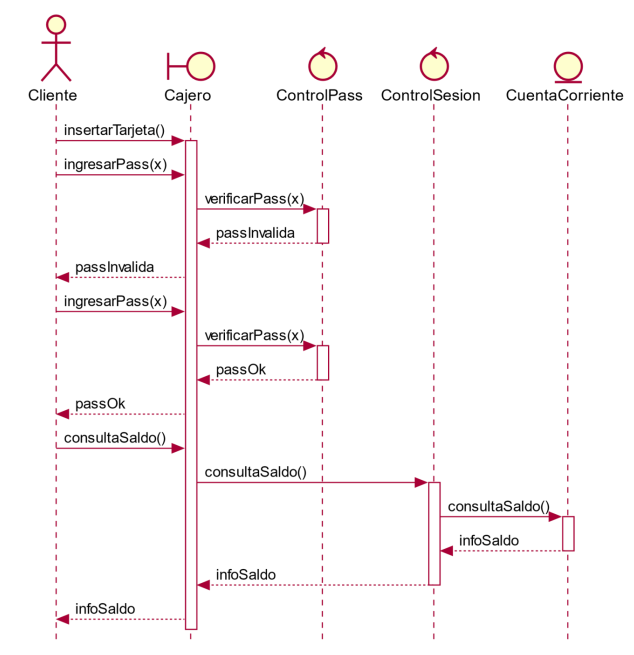 Cliente
Cajero
ControlPass
ControlSesion
CuentaCorriente
insertarTarjeta()
ingresarPass(x)
verificarPass(x)
passInvalida
passInvalida
ingresarPass(x)
verificarPass(x)
passOk
passOk
consultaSaldo()
consultaSaldo()
consultaSaldo()
infoSaldo
infoSaldo
infoSaldo